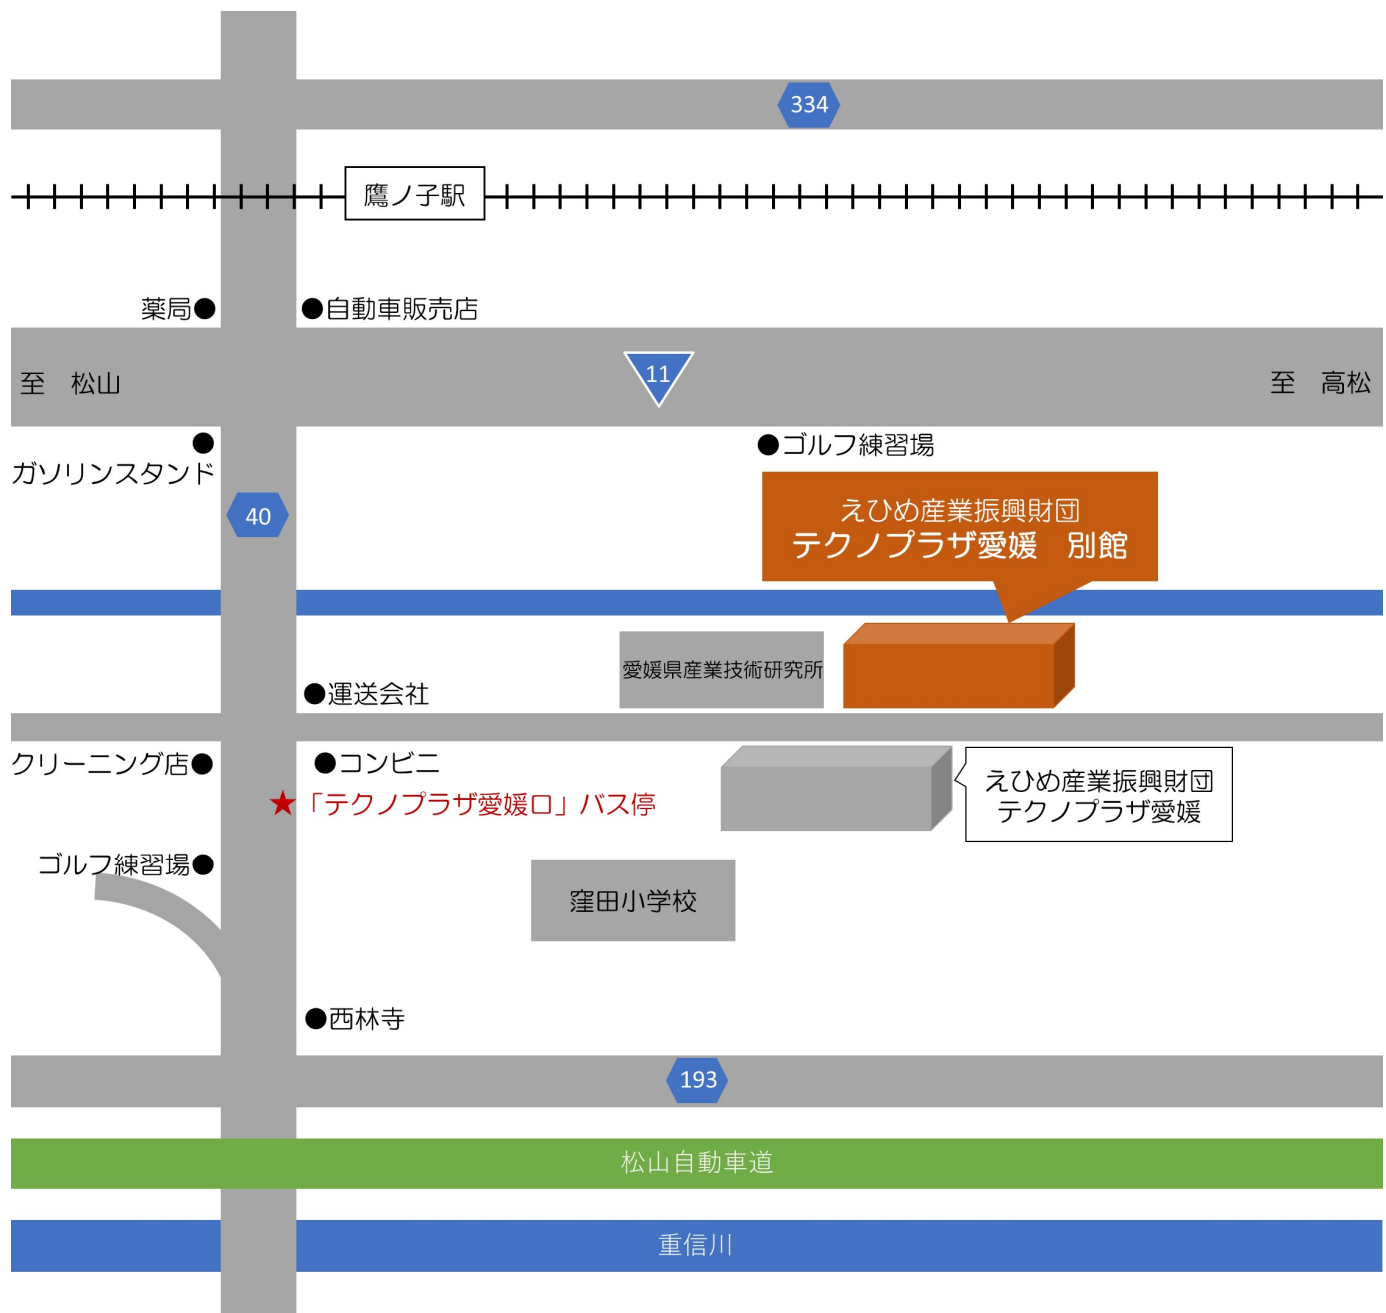 334
鷹ノ子駅
薬局●
●自動車販売店
至　松山
11
至　高松
●
ガソリンスタンド
●ゴルフ練習場
40
えひめ産業振興財団
テクノプラザ愛媛　別館
愛媛県産業技術研究所
●運送会社
クリーニング店●
●コンビニ
★「テクノプラザ愛媛口」バス停
えひめ産業振興財団
テクノプラザ愛媛
ゴルフ練習場●
窪田小学校
●西林寺
193
松山自動車道
重信川